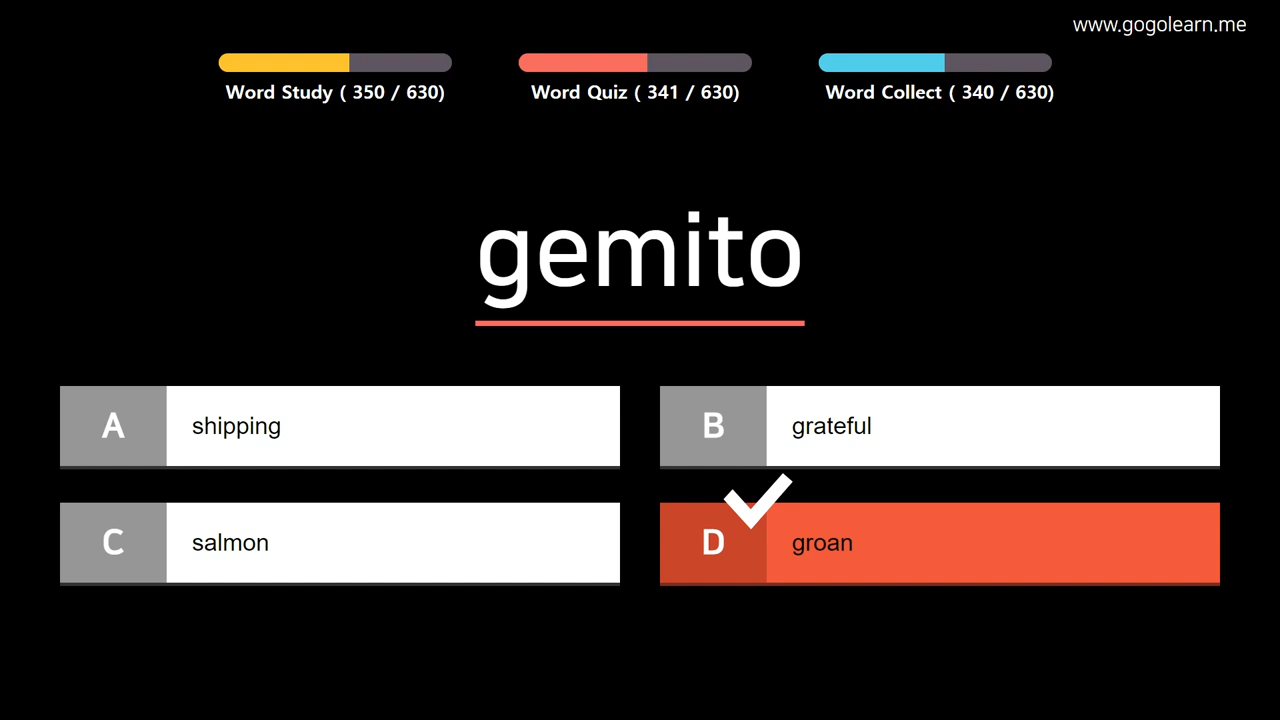 www.gogolearn.me
Word Study ( 350 / 630)
Word Quiz ( 341 / 630)
Word Collect ( 340 / 630)
gemito
A shipping
B grateful
C salmon
D groan